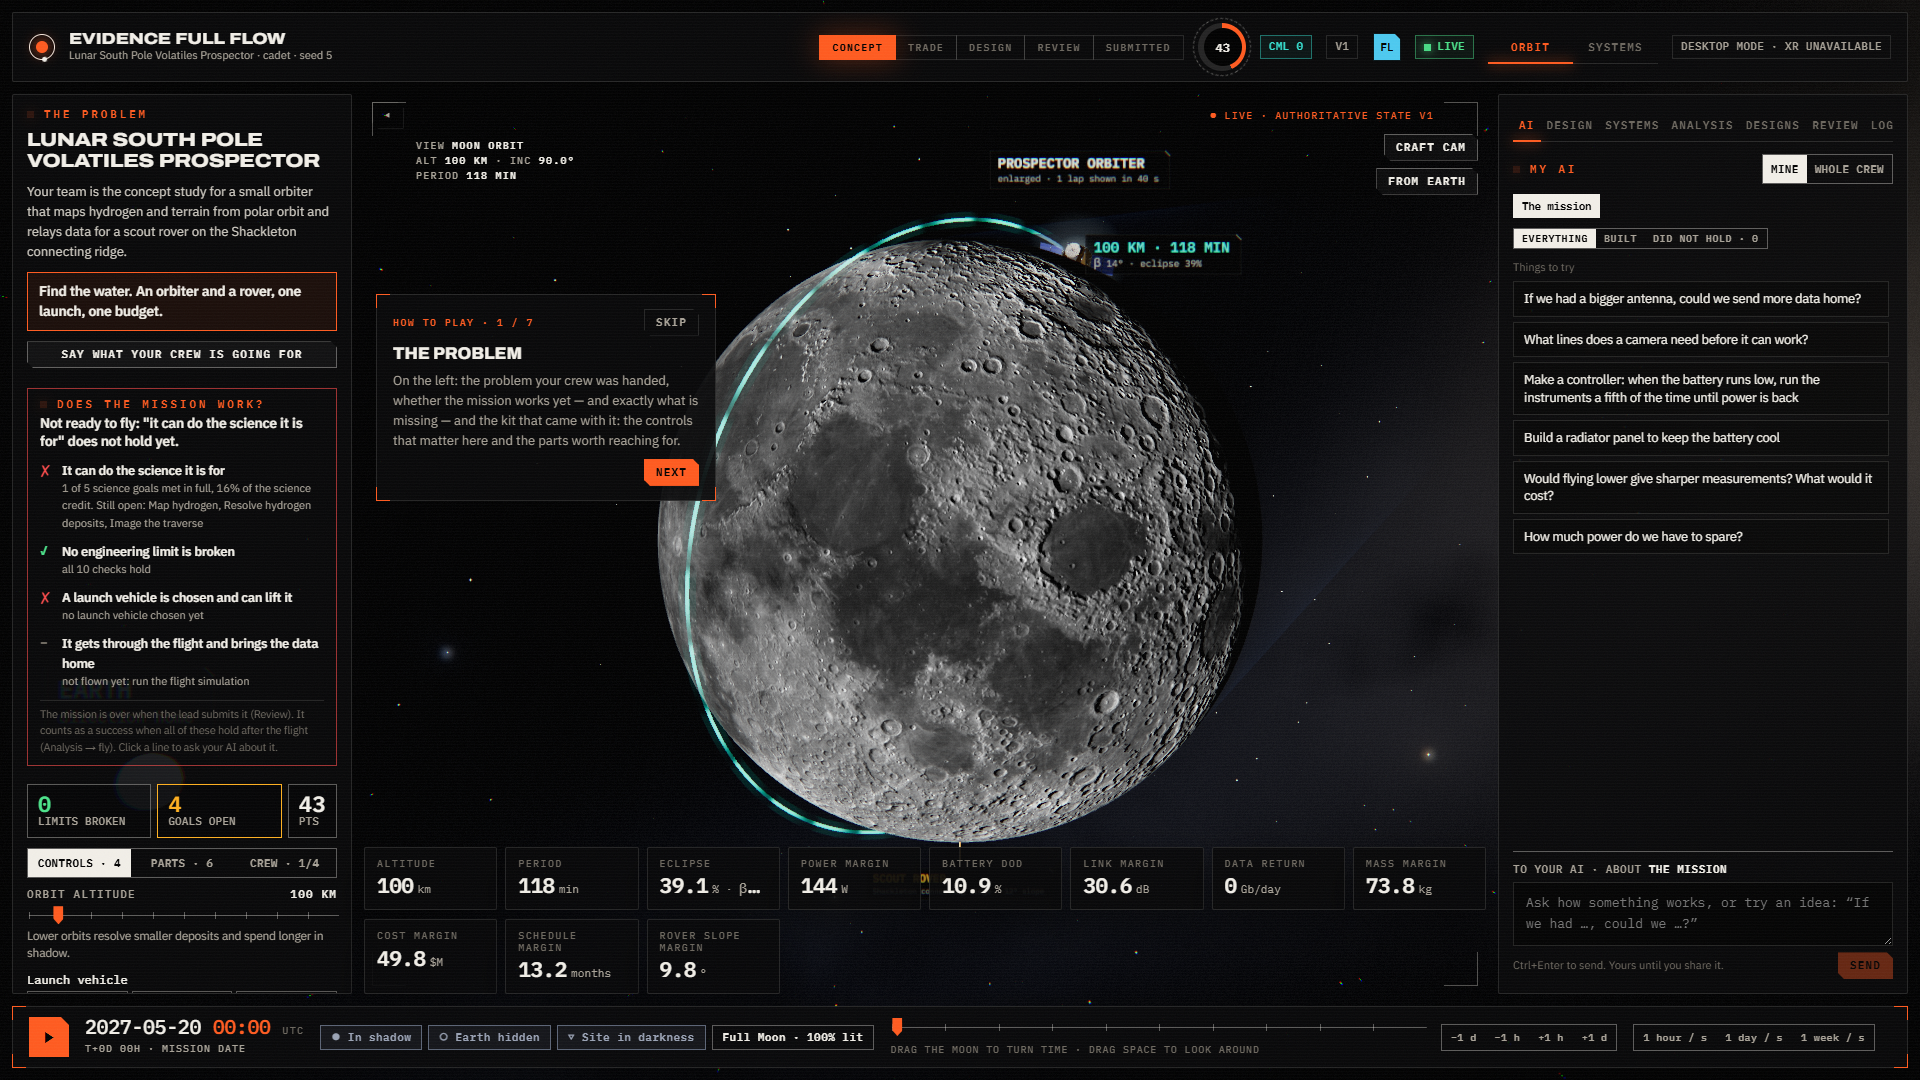 EVIDENCE FULL FLOW
Lunar South Pole Volatiles Prospector · cadet · seed 5
CONCEPT TRADE DESIGN REVIEW SUBMITTED
43
CML 0
V1
FL
LIVE
ORBIT SYSTEMS
DESKTOP MODE · XR UNAVAILABLE
THE PROBLEM
LUNAR SOUTH POLE
VOLATILES PROSPECTOR
Your team is the concept study for a small orbiter
that maps hydrogen and terrain from polar orbit and
relays data for a scout rover on the Shackleton
connecting ridge.
Find the water. An orbiter and a rover, one
launch, one budget.
SAY WHAT YOUR CREW IS GOING FOR
DOES THE MISSION WORK?
Not ready to fly: "it can do the science it is
for" does not hold yet.
✗ It can do the science it is for
1 of 5 science goals met in full, 16% of the science
credit. Still open: Map hydrogen, Resolve hydrogen
deposits, Image the traverse
✓ No engineering limit is broken
all 10 checks hold
✗ A launch vehicle is chosen and can lift it
no launch vehicle chosen yet
– It gets through the flight and brings the data
home
not flown yet: run the flight simulation
EARTH
The mission is over when the lead submits it (Review). It
counts as a success when all of these hold after the flight
(Analysis → fly). Click a line to ask your AI about it.
0
LIMITS BROKEN
4
GOALS OPEN
43
PTS
CONTROLS · 4 PARTS · 6 CREW · 1/4
ORBIT ALTITUDE 100 KM
Lower orbits resolve smaller deposits and spend longer in
shadow.
Launch vehicle
VIEW MOON ORBIT
ALT 100 KM · INC 90.0°
PERIOD 118 MIN
LIVE · AUTHORITATIVE STATE V1
CRAFT CAM
FROM EARTH
PROSPECTOR ORBITER
enlarged · 1 lap shown in 40 s
100 KM · 118 MIN
β 14° · eclipse 39%
HOW TO PLAY · 1 / 7
SKIP
THE PROBLEM
On the left: the problem your crew was handed,
whether the mission works yet — and exactly what is
missing — and the kit that came with it: the controls
that matter here and the parts worth reaching for.
NEXT
ALTITUDE
100 km
PERIOD
118 min
ECLIPSE
39.1 % · β…
POWER MARGIN
144 W
BATTERY DOD
10.9 %
LINK MARGIN
30.6 dB
DATA RETURN
0 Gb/day
MASS MARGIN
73.8 kg
COST MARGIN
49.8 $M
SCHEDULE
MARGIN
13.2 months
ROVER SLOPE
MARGIN
9.8 °
AI DESIGN SYSTEMS ANALYSIS DESIGNS REVIEW LOG
MY AI
MINE WHOLE CREW
The mission
EVERYTHING BUILT DID NOT HOLD · 0
Things to try
If we had a bigger antenna, could we send more data home?
What lines does a camera need before it can work?
Make a controller: when the battery runs low, run the
instruments a fifth of the time until power is back
Build a radiator panel to keep the battery cool
Would flying lower give sharper measurements? What would it
cost?
How much power do we have to spare?
TO YOUR AI · ABOUT THE MISSION
Ask how something works, or try an idea: “If
we had …, could we …?”
Ctrl+Enter to send. Yours until you share it.
SEND
2027-05-20 00:00 UTC
T+0D 00H · MISSION DATE
In shadow
Earth hidden
Site in darkness
Full Moon · 100% lit
DRAG THE MOON TO TURN TIME · DRAG SPACE TO LOOK AROUND
−1 d −1 h +1 h +1 d
1 hour / s 1 day / s 1 week / s